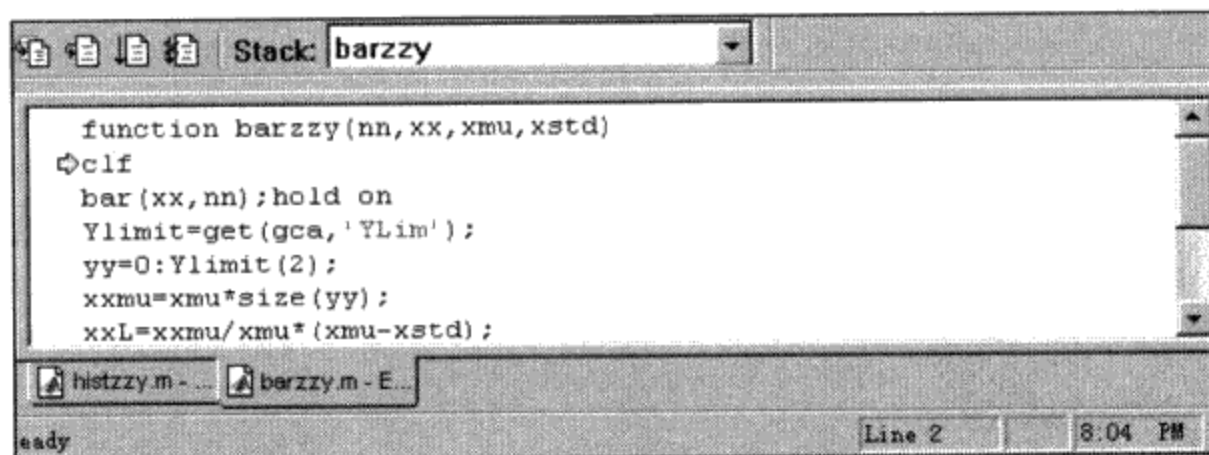 Stack: barzzy
function barzzy(nn,xx,xmu,xstd)
clf
bar(xx,nn);hold on
Ylimit=get(gca,'YLim');
yy=0:Ylimit(2);
xxmu=xmu*size(yy);
xxL=xxmu/xmu*(xmu-xstd);
histzzy.m - ... barzzy.m - E...
eady Line 2 8:04 PM